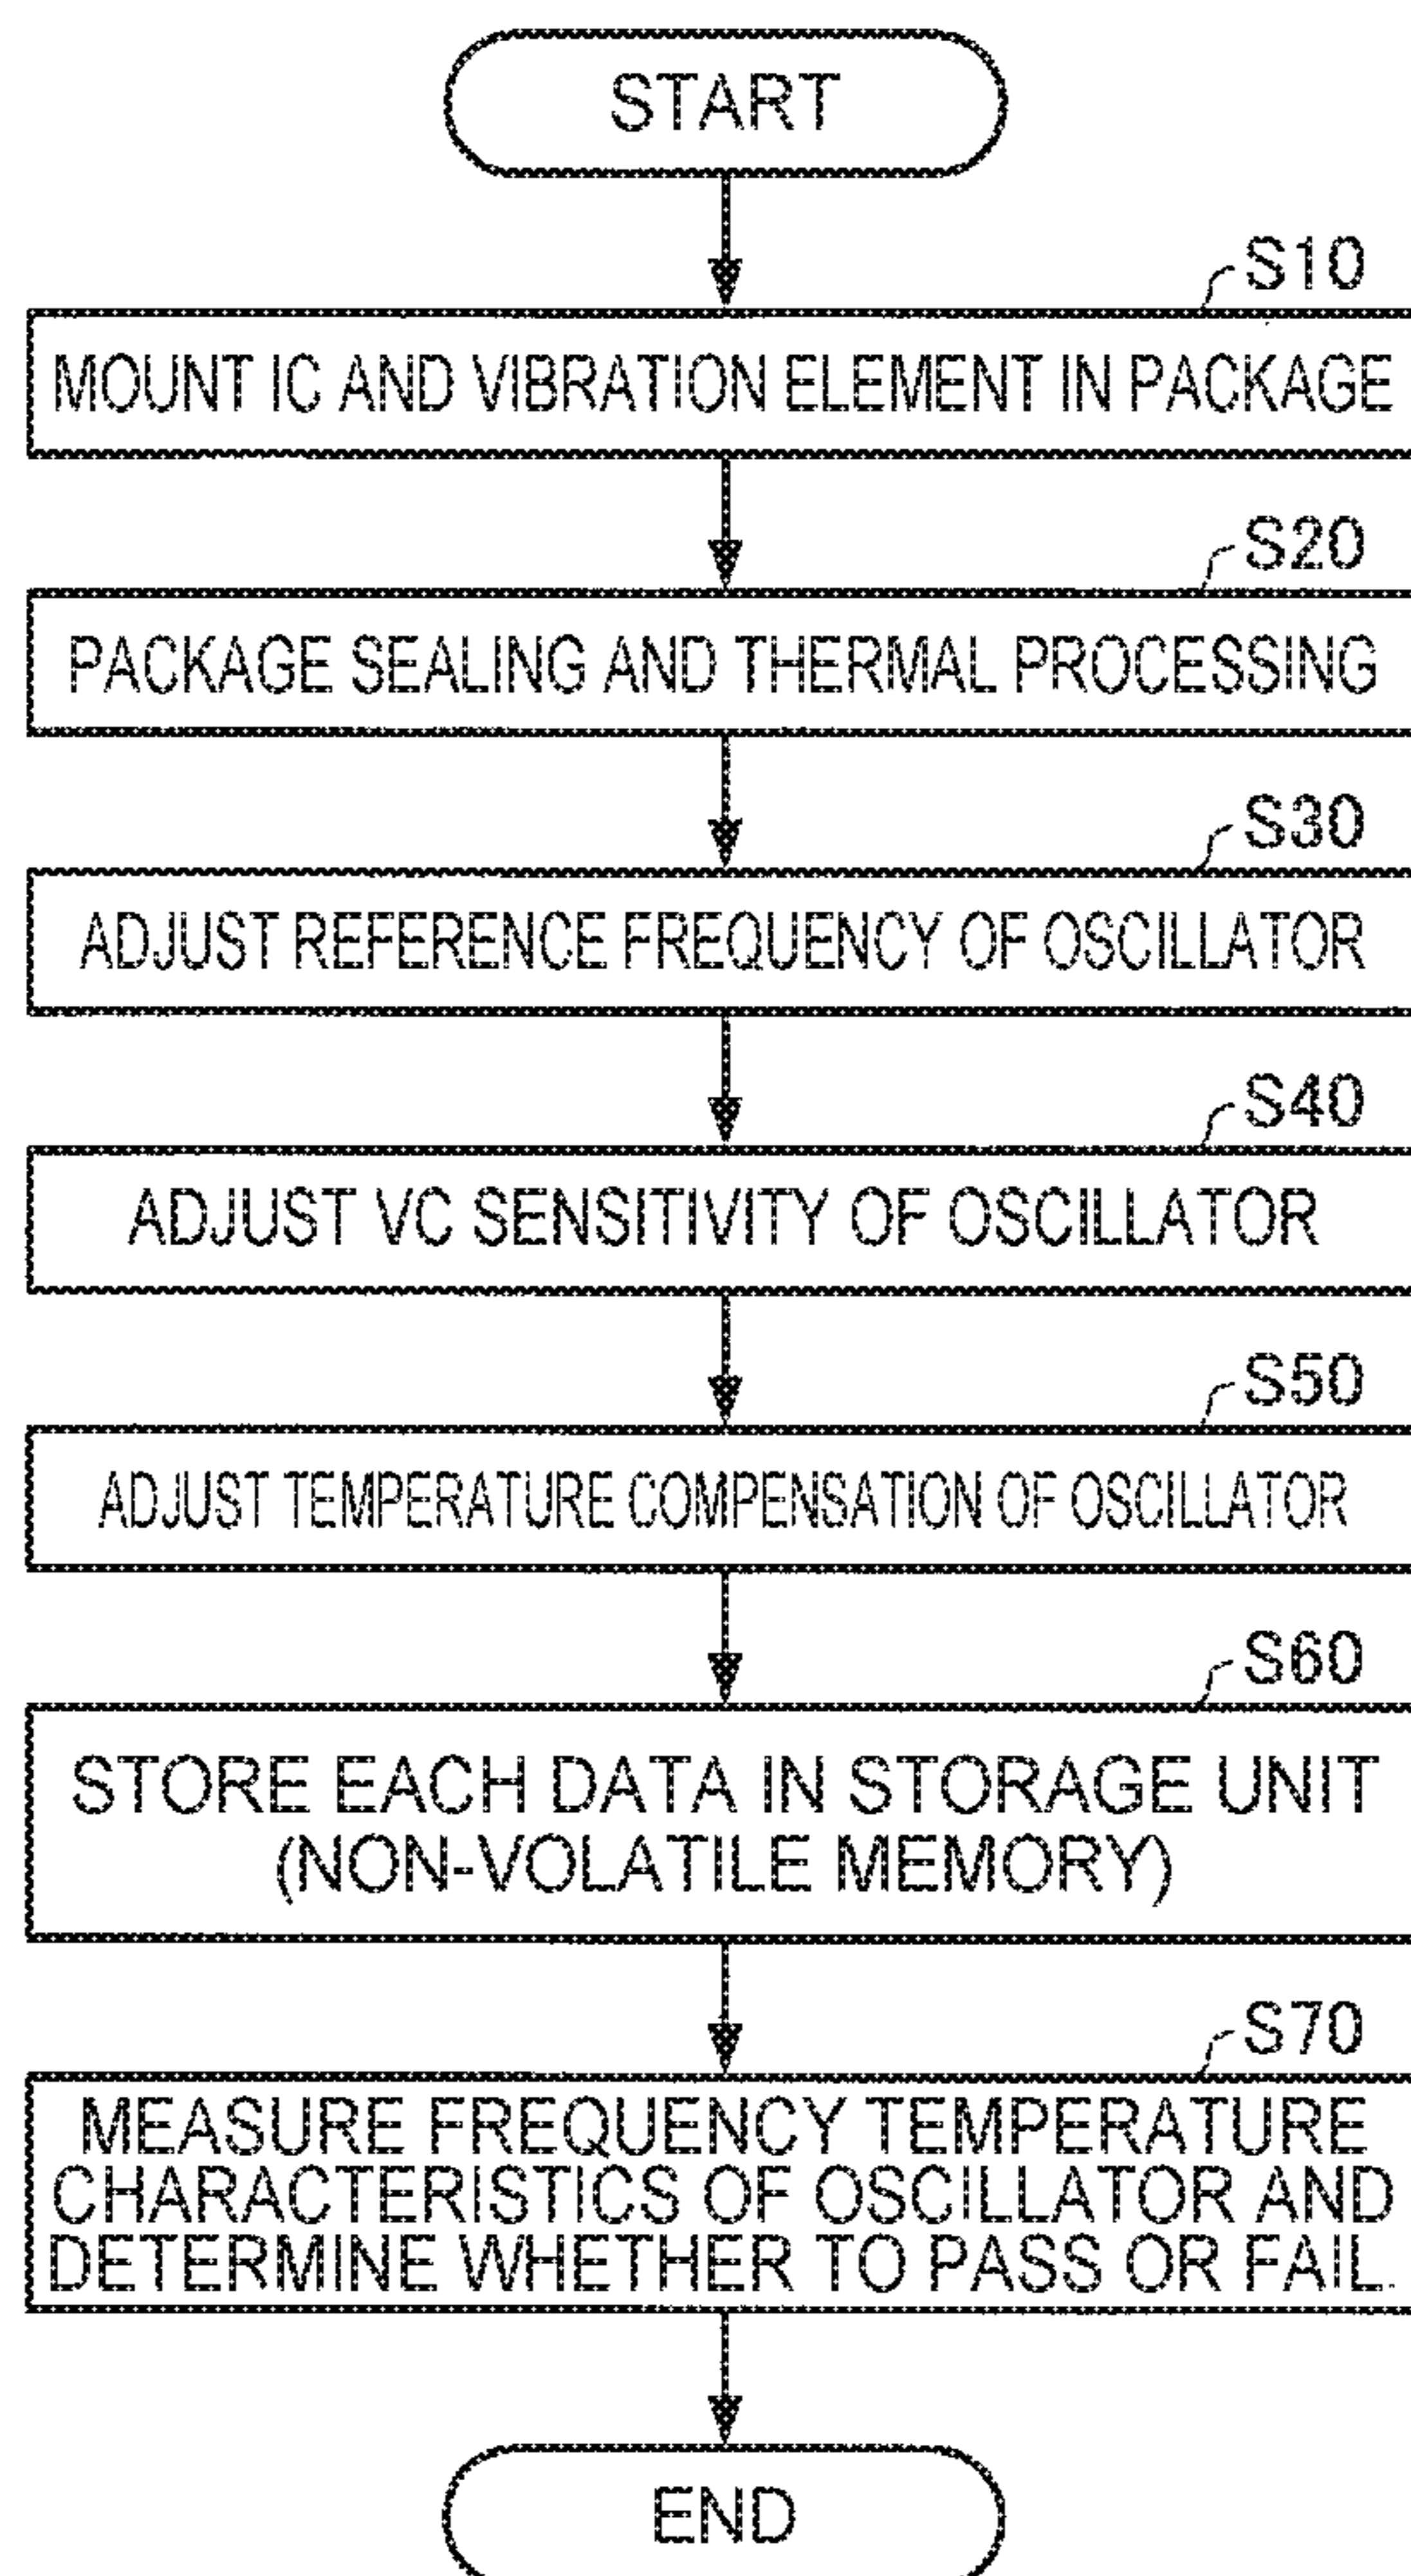 START
S10
MOUNT IC AND VIBRATION ELEMENT IN PACKAGE
S20
PACKAGE SEALING AND THERMAL PROCESSING
S30
ADJUST REFERENCE FREQUENCY OF OSCILLATOR
S40
ADJUST VC SENSITIVITY OF OSCILLATOR
S50
ADJUST TEMPERATURE COMPENSATION OF OSCILLATOR
S60
STORE EACH DATA IN STORAGE UNIT
(NON-VOLATILE MEMORY)
S70
MEASURE FREQUENCY TEMPERATURE
CHARACTERISTICS OF OSCILLATOR AND
DETERMINE WHETHER TO PASS OR FAIL.
END